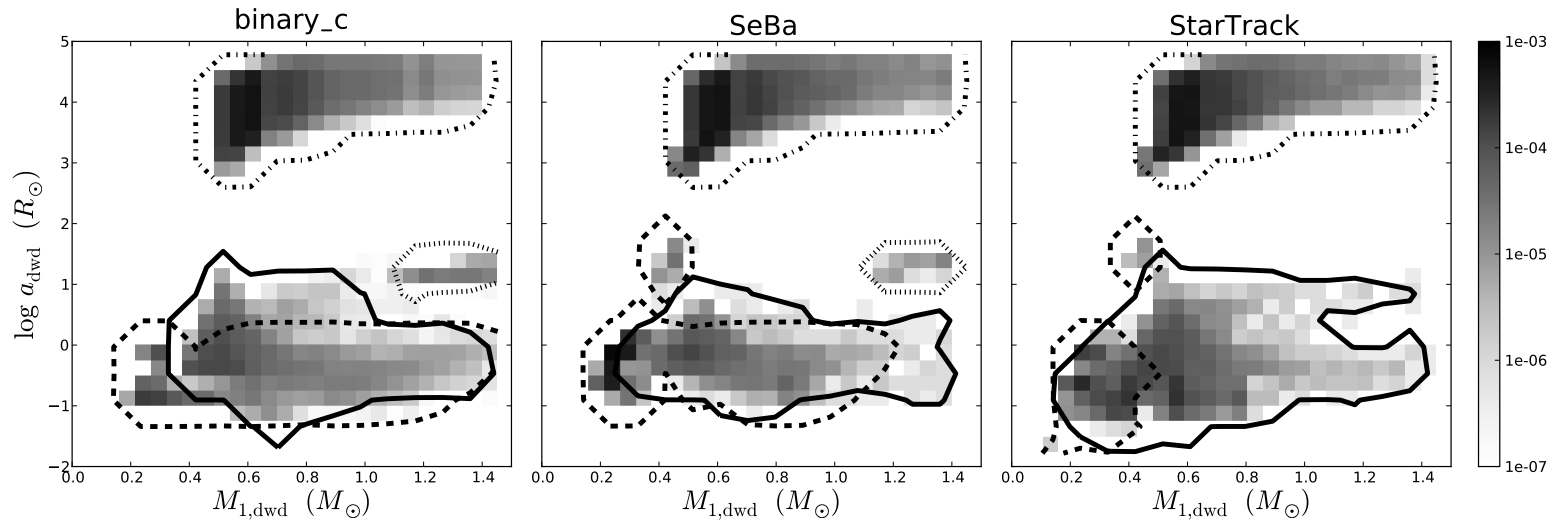 binary_c SeBa StarTrack
5 4 3 2 1 0 −1 −2
log a_dwd (R_⊙)
1e-03 1e-04 1e-05 1e-06 1e-07
0.0 0.2 0.4 0.6 0.8 1.0 1.2 1.4 0.0 0.2 0.4 0.6 0.8 1.0 1.2 1.4 0.0 0.2 0.4 0.6 0.8 1.0 1.2 1.4
M_1,dwd (M_⊙) M_1,dwd (M_⊙) M_1,dwd (M_⊙)